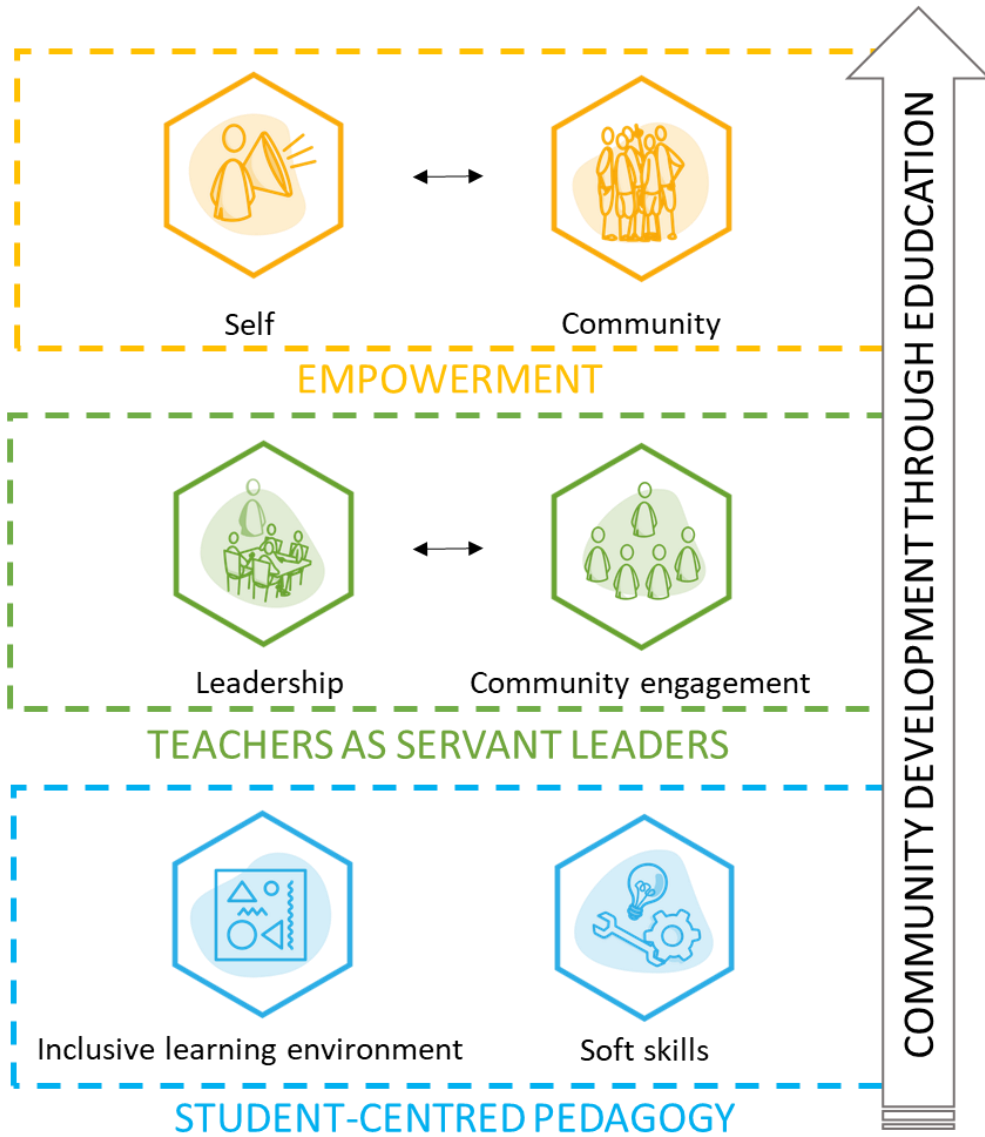 Self
Community
EMPOWERMENT
Leadership
Community engagement
TEACHERS AS SERVANT LEADERS
Inclusive learning environment
Soft skills
STUDENT-CENTRED PEDAGOGY
COMMUNITY DEVELOPMENT THROUGH EDUDCATION